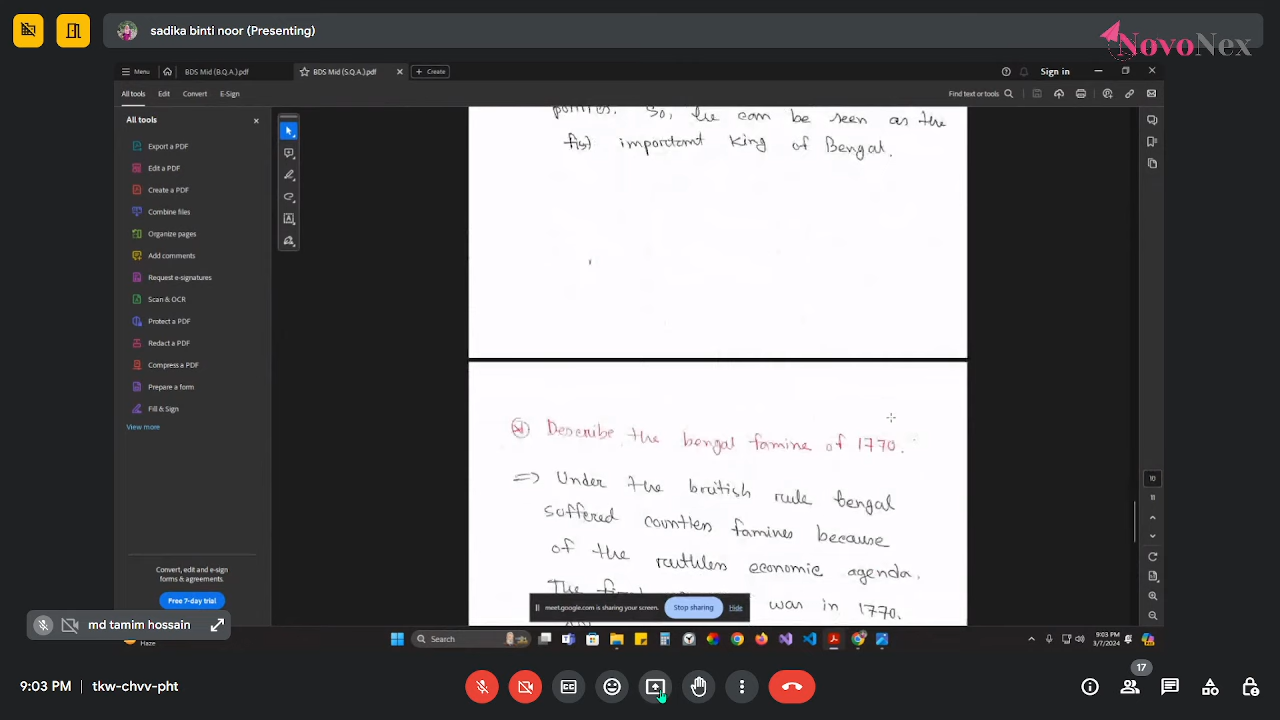 sadika binti noor (Presenting)
NovoNex
Menu
BDS Mid (B.Q.A.).pdf
BDS Mid (S.Q.A.).pdf
Create
Sign in
All tools Edit Convert E-Sign
Find text or tools
All tools
Export a PDF
Edit a PDF
Create a PDF
Combine files
Organize pages
Add comments
Request e-signatures
Scan & OCR
Protect a PDF
Redact a PDF
Compress a PDF
Prepare a form
Fill & Sign
View more
Convert, edit and e-sign
forms & agreements.
Free 7-day trial
So, he can be seen as the
important king of Bengal.
Describe the bengal famine of 1770.
=> Under the british rule bengal
suffered countless famines because
of the ruthless economic agenda.
The was in 1770.
10
11
meet.google.com is sharing your screen.
Stop sharing
Hide
md tamim hossain
Haze
Search
9:03 PM
3/7/2024
9:03 PM | tkw-chvv-pht
17